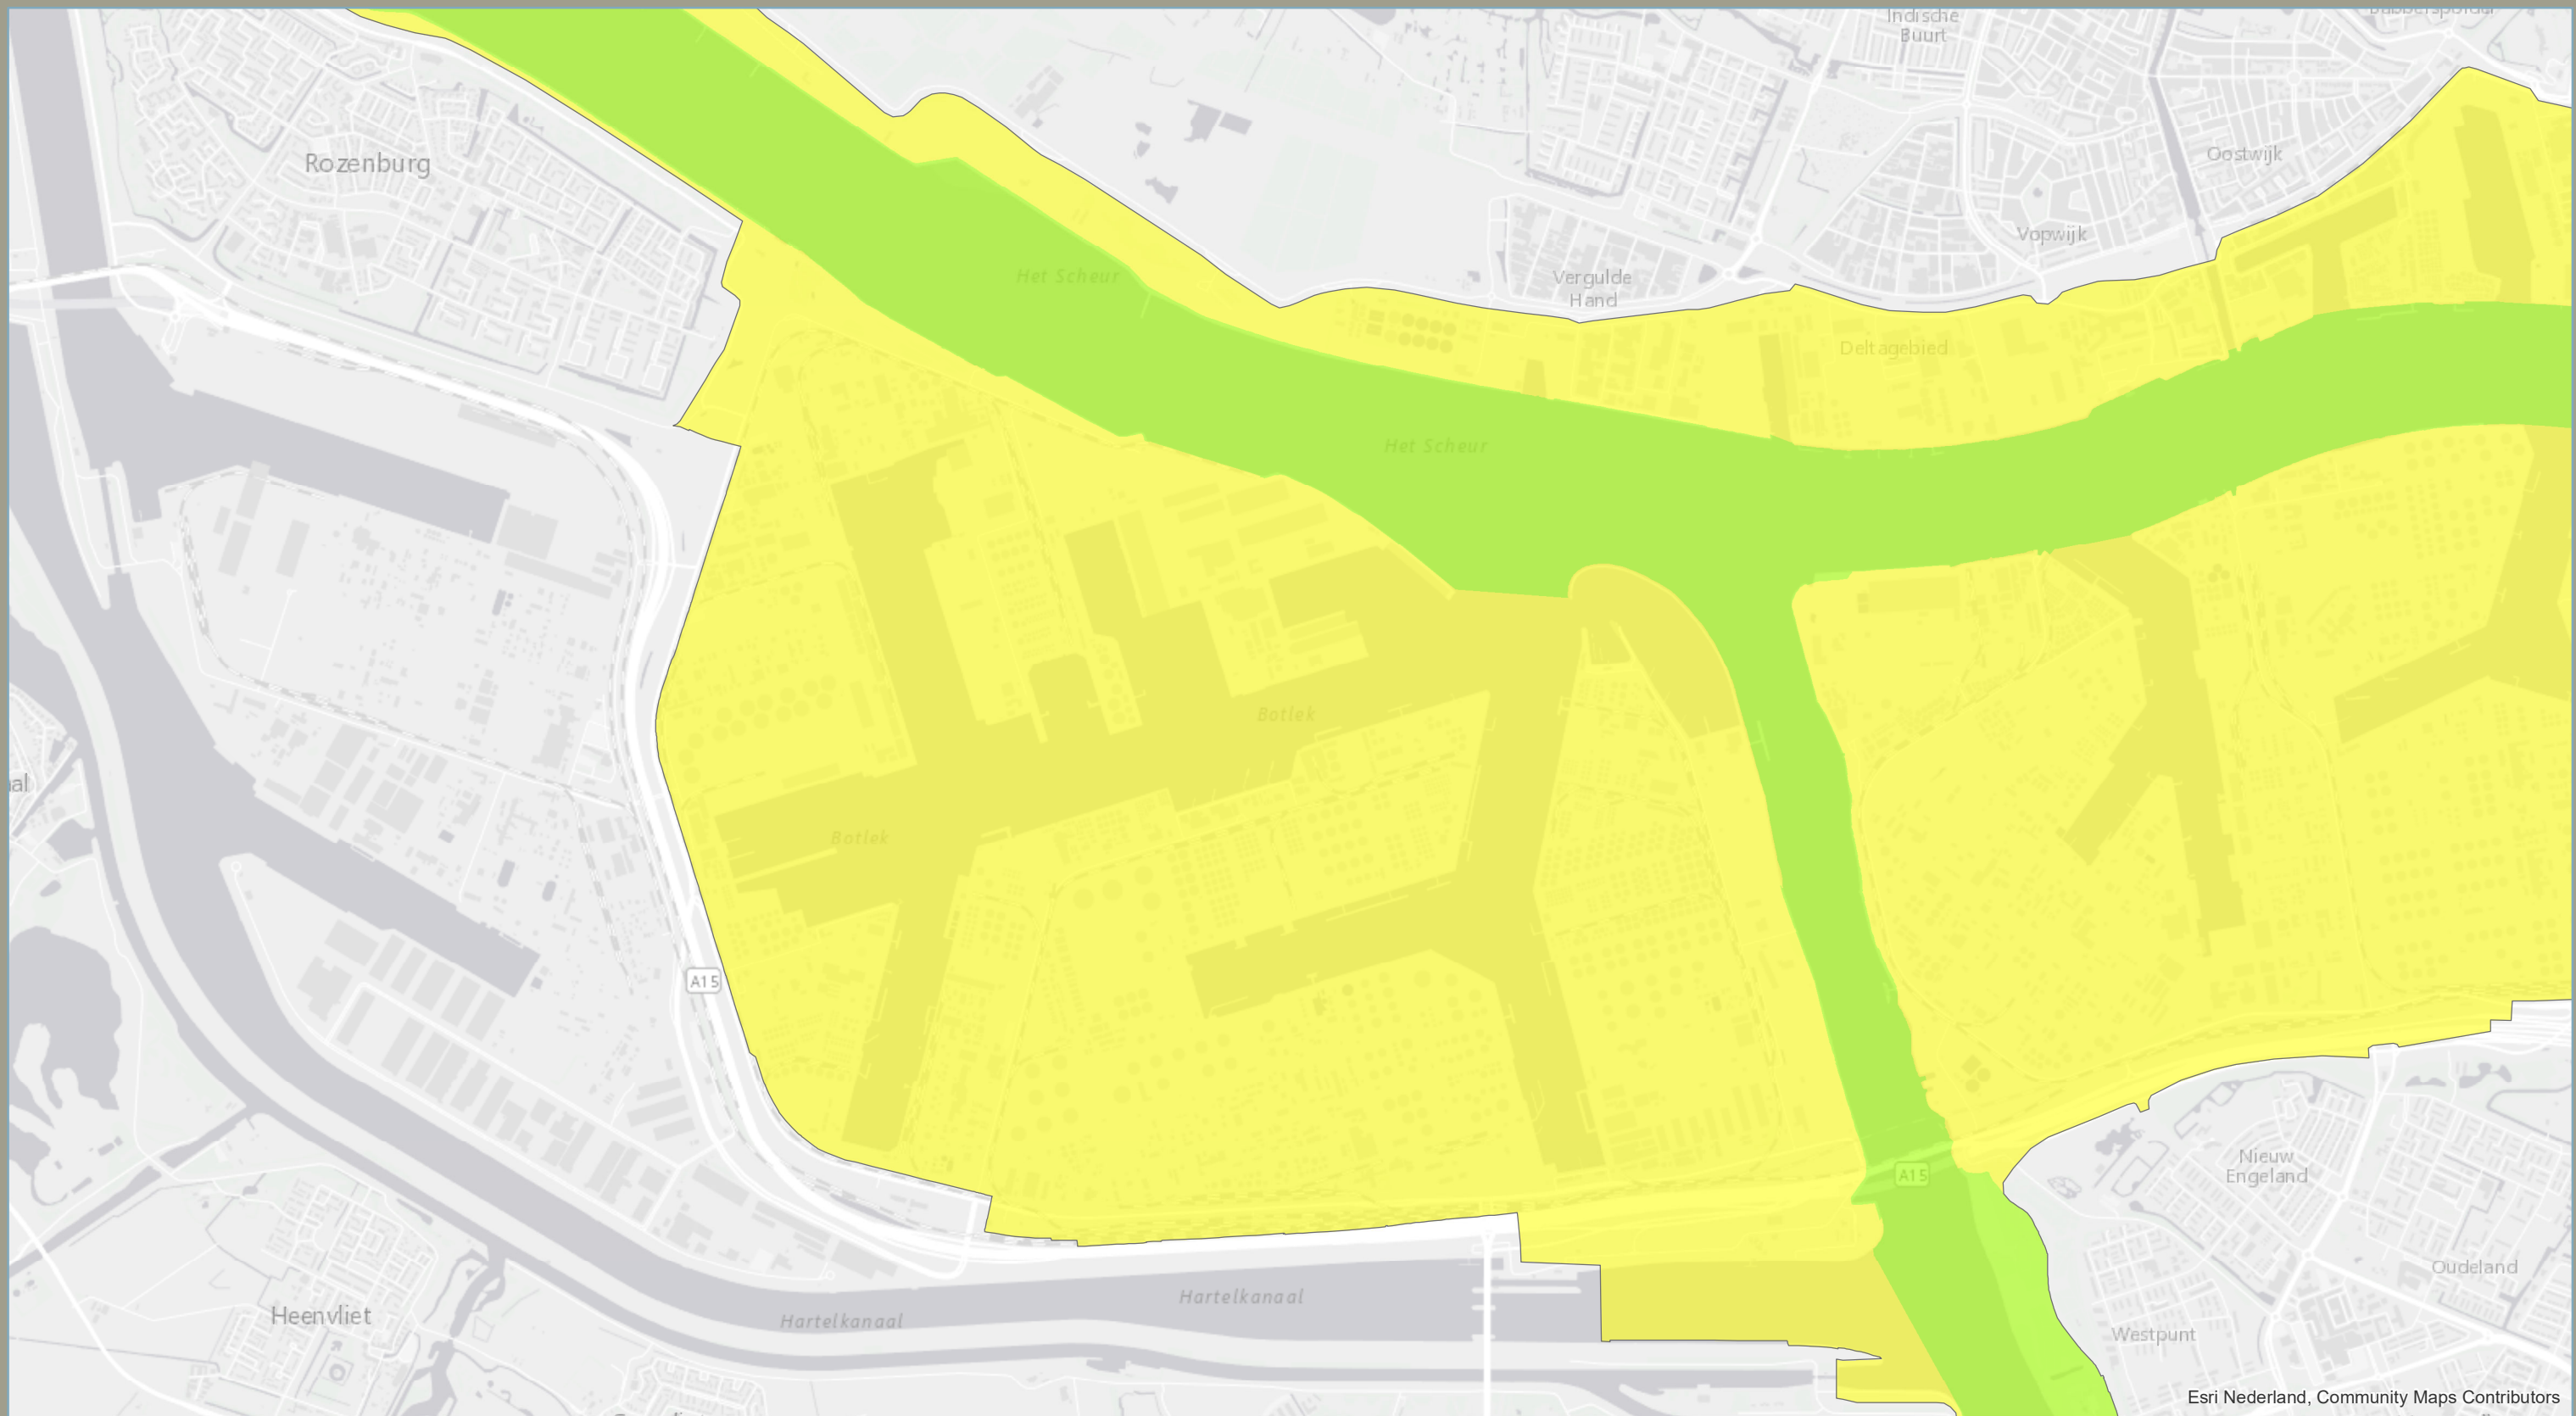 Indische
Buurt
Rozenburg
Oostwijk
Vopwijk
Het Scheur
Vergulde
Hand
Deltagebied
Het Scheur
Botlek
Botlek
A15
A15
Nieuw
Engeland
Oudeland
Hartelkanaal
Hartelkanaal
Heenvliet
Westpunt
Esri Nederland, Community Maps Contributors